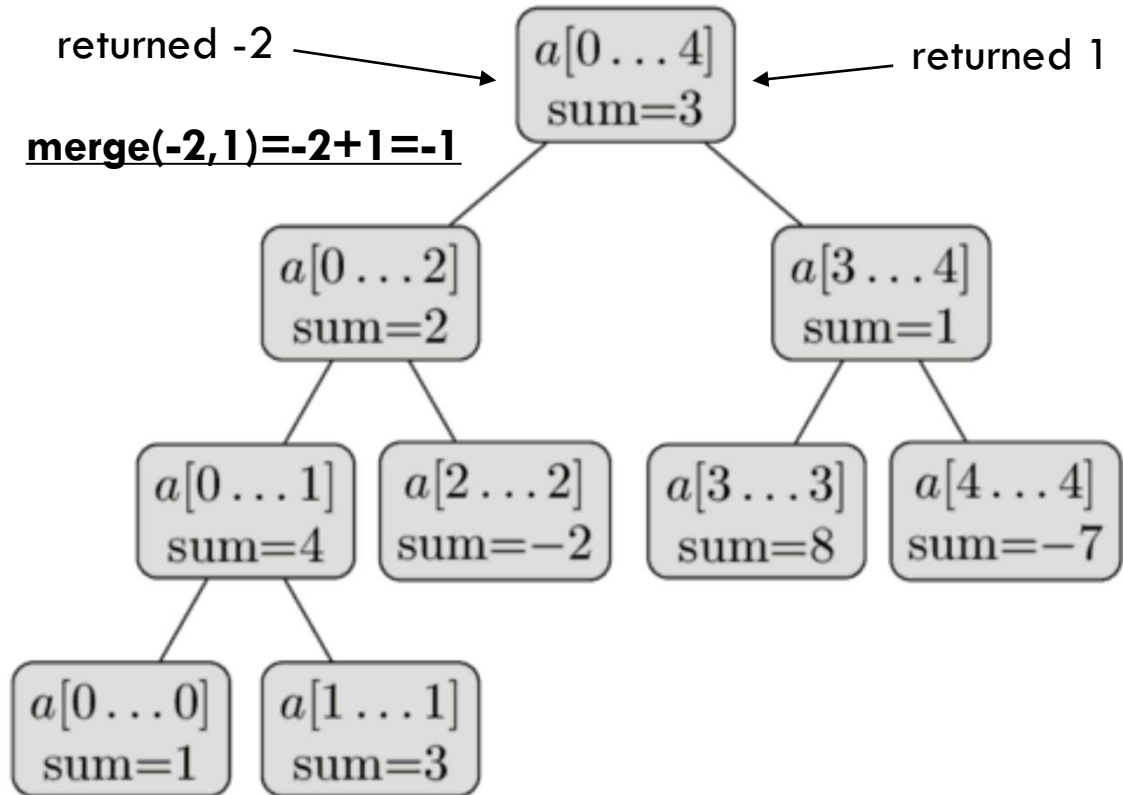 returned -2
a[0 … 4]
sum=3
returned 1
merge(-2,1)=-2+1=-1
a[0 … 2]
sum=2
a[3 … 4]
sum=1
a[0 … 1]
sum=4
a[2 … 2]
sum=−2
a[3 … 3]
sum=8
a[4 … 4]
sum=−7
a[0 … 0]
sum=1
a[1 … 1]
sum=3